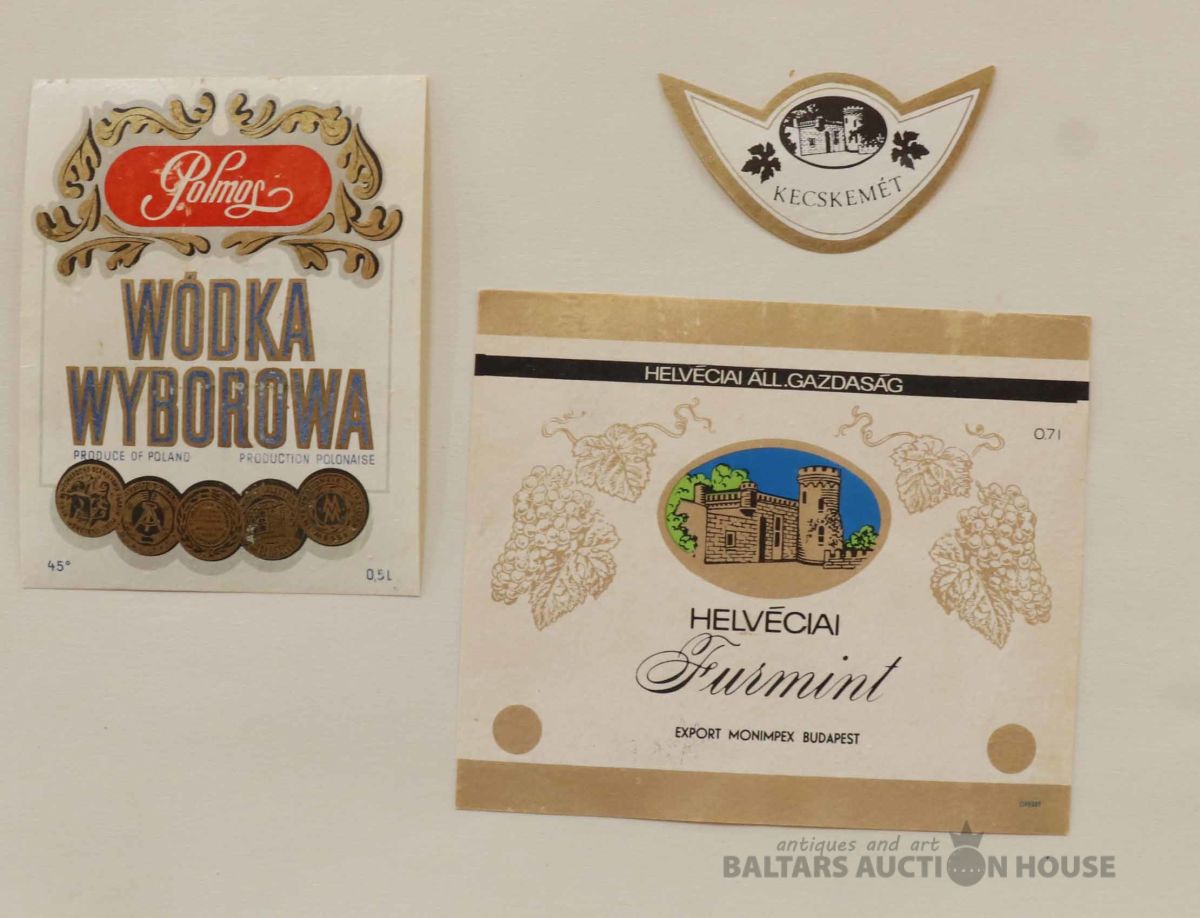 Polmos
WÓDKA
WYBOROWA
PRODUCE OF POLAND PRODUCTION POLONAISE
45° 0,5L
KECSKEMÉT
HELVÉCIAI ÁLL.GAZDASÁG
0.7 l
HELVÉCIAI
Furmint
EXPORT MONIMPEX BUDAPEST
antiques and art
BALTARS AUCTION HOUSE